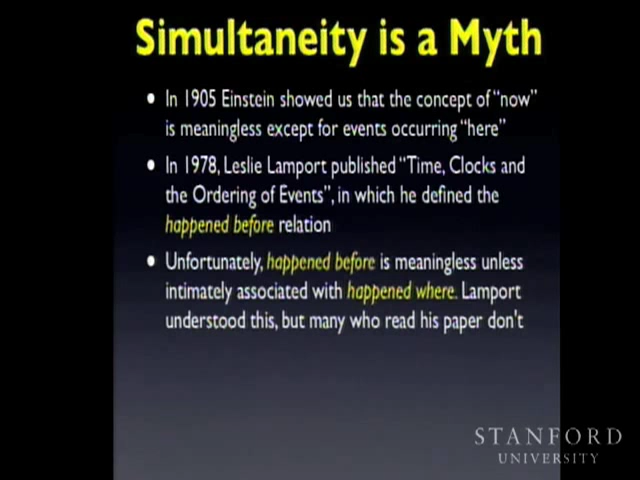 Simultaneity is a Myth
• In 1905 Einstein showed us that the concept of “now”
is meaningless except for events occurring “here”
• In 1978, Leslie Lamport published “Time, Clocks and
the Ordering of Events”, in which he defined the
happened before relation
• Unfortunately, happened before is meaningless unless
intimately associated with happened where. Lamport
understood this, but many who read his paper don't
STANFORD
UNIVERSITY